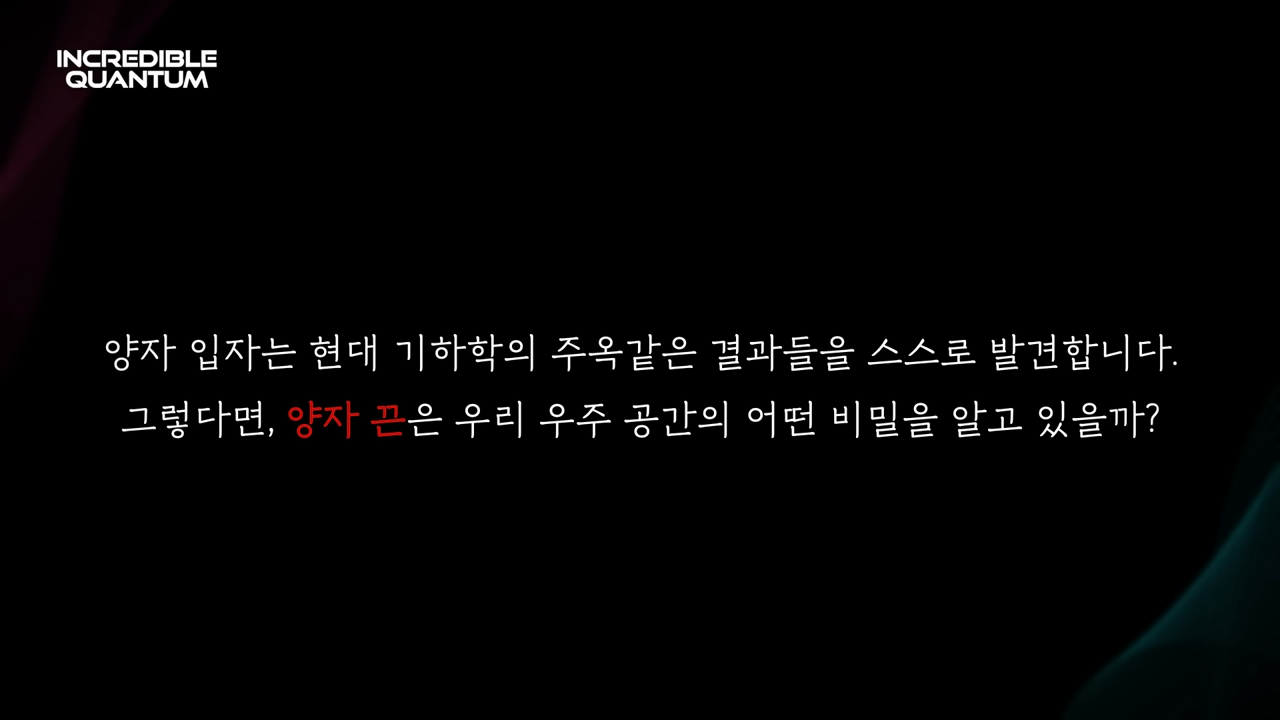 INCREDIBLE
QUANTUM
양자 입자는 현대 기하학의 주옥같은 결과들을 스스로 발견합니다.
그렇다면, 양자 끈은 우리 우주 공간의 어떤 비밀을 알고 있을까?